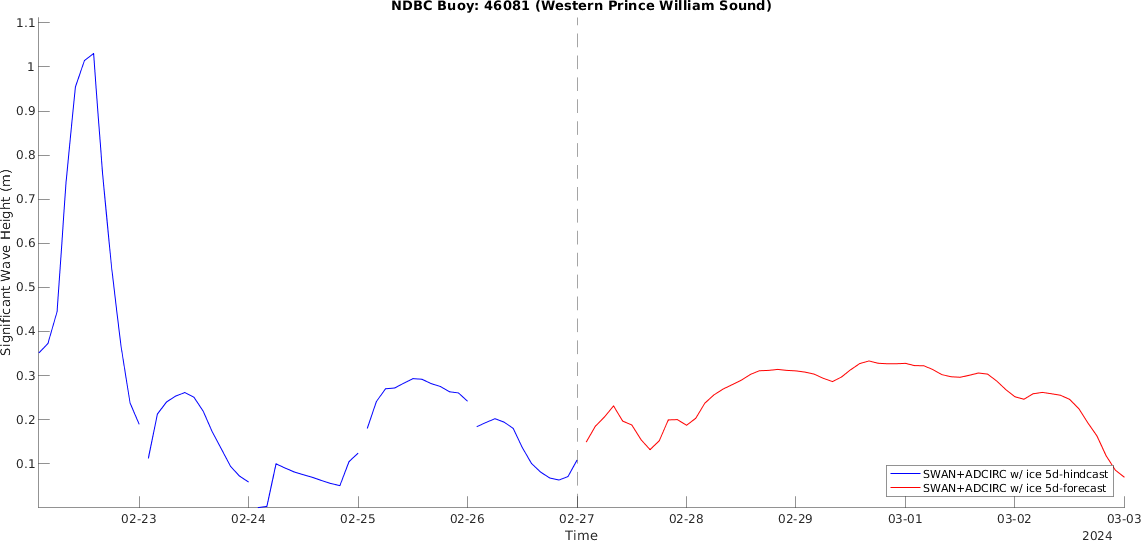 NDBC Buoy: 46081 (Western Prince William Sound)
Significant Wave Height (m)
1.1
1
0.9
0.8
0.7
0.6
0.5
0.4
0.3
0.2
0.1
SWAN+ADCIRC w/ ice 5d-hindcast
SWAN+ADCIRC w/ ice 5d-forecast
02-23 02-24 02-25 02-26 02-27 02-28 02-29 03-01 03-02 03-03
Time
2024